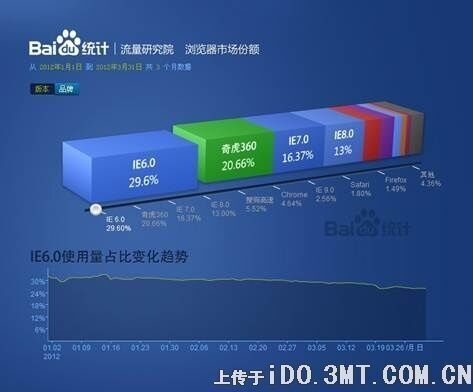 Bai du 统计 | 流量研究院 浏览器市场份额
从 2012年1月1日 到 2012年3月31日 共 3 个月数据
版本 品牌
IE6.0 29.6%
奇虎360 20.66%
IE7.0 16.37%
IE8.0 13%
IE 6.0 29.60%
奇虎360 20.66%
IE 7.0 16.37%
IE 8.0 13.00%
搜狗高速 5.52%
Chrome 4.64%
IE 9.0 2.56%
Safari 1.80%
Firefox 1.49%
其他 4.36%
Bai du 统计
IE6.0使用量占比变化趋势
30%
24%
18%
12%
6%
01.02 01.09 01.16 01.23 01.30 02.06 02.13 02.20 02.27 03.05 03.12 03.19 03.26 /月.日
2012
上传于iDO.3MT.COM.CN